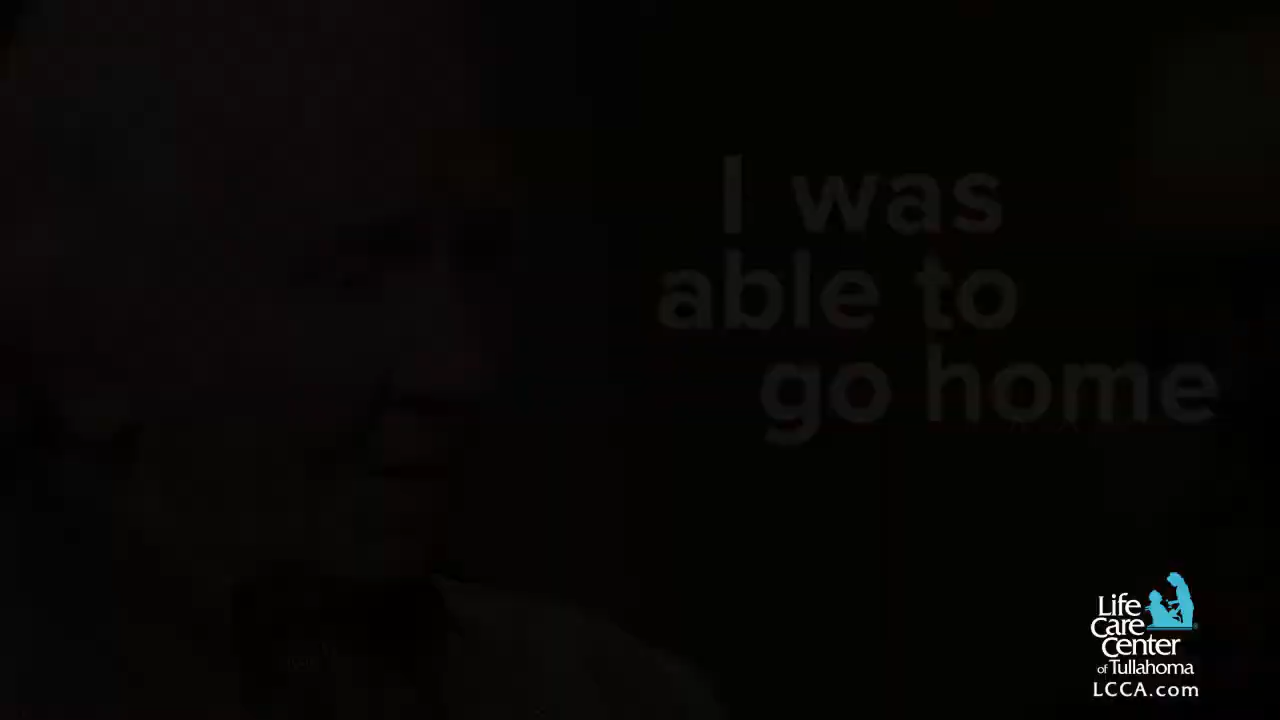 I was
able to
go home
Life
Care
Center
of Tullahoma
LCCA.com